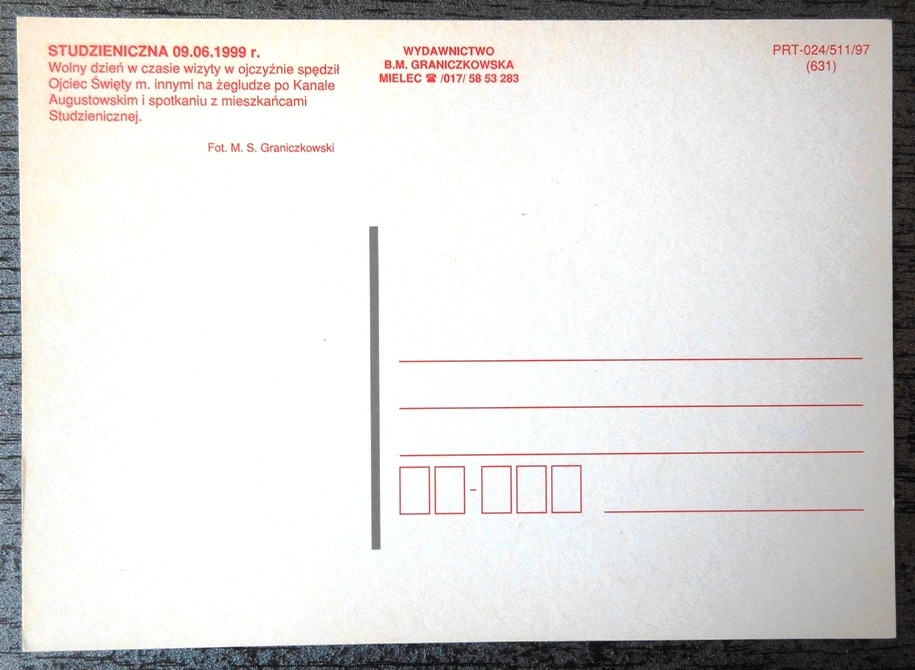 STUDZIENICZNA 09.06.1999 r.
Wolny dzień w czasie wizyty w ojczyźnie spędził
Ojciec Święty m. innymi na żegludze po Kanale
Augustowskim i spotkaniu z mieszkańcami
Studzienicznej.
Fot. M. S. Graniczkowski
WYDAWNICTWO
B.M. GRANICZKOWSKA
MIELEC ☎ /017/ 58 53 283
PRT-024/511/97
(631)
-